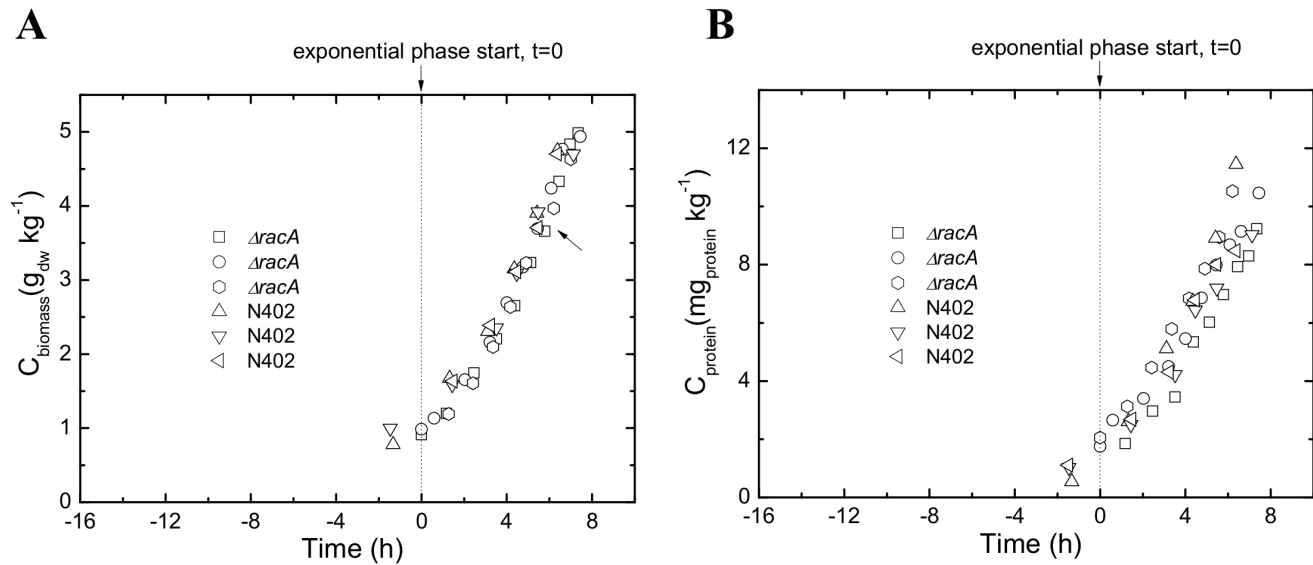 A
exponential phase start, t=0
5
4
3
2
1
0
C_biomass (g_dw kg^-1)
ΔracA
ΔracA
ΔracA
N402
N402
N402
-16 -12 -8 -4 0 4 8
Time (h)
B
exponential phase start, t=0
12
8
4
0
C_protein (mg_protein kg^-1)
ΔracA
ΔracA
ΔracA
N402
N402
N402
-16 -12 -8 -4 0 4 8
Time (h)